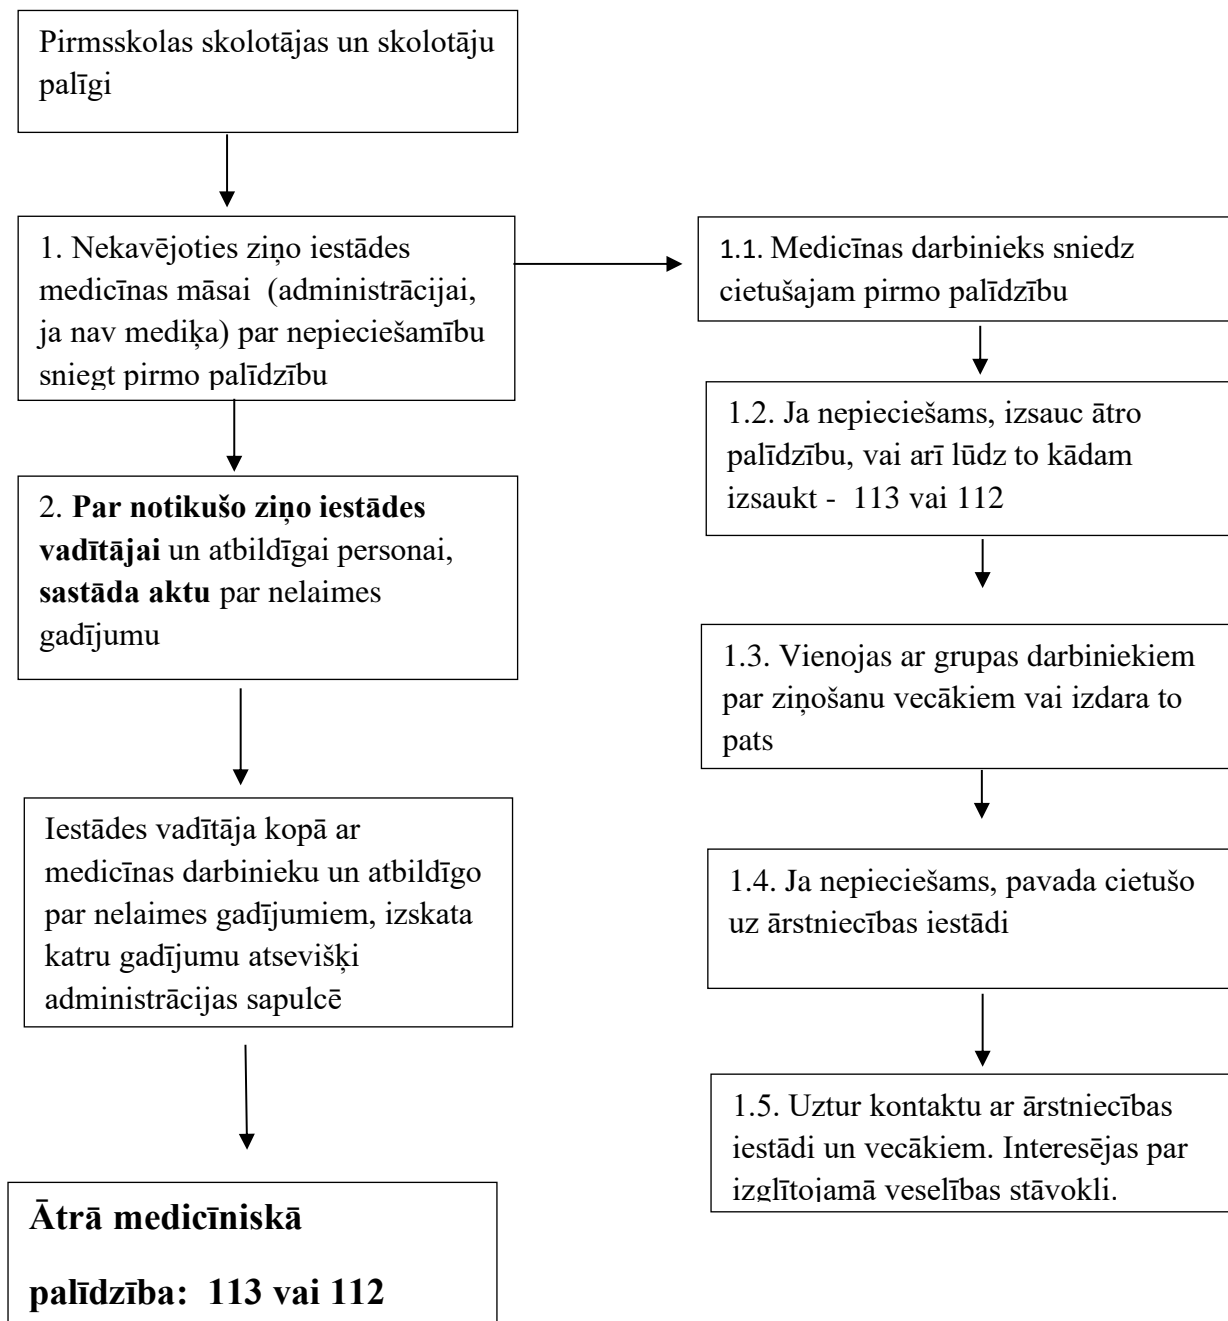 Pirmsskolas skolotājas un skolotāju
palīgi
1. Nekavējoties ziņo iestādes
medicīnas māsai  (administrācijai,
ja nav mediķa) par nepieciešamību
sniegt pirmo palīdzību
2. Par notikušo ziņo iestādes
vadītājai un atbildīgai personai,
sastāda aktu par nelaimes
gadījumu
Iestādes vadītāja kopā ar
medicīnas darbinieku un atbildīgo
par nelaimes gadījumiem, izskata
katru gadījumu atsevišķi
administrācijas sapulcē
Ātrā medicīniskā
palīdzība:  113 vai 112
1.1. Medicīnas darbinieks sniedz
cietušajam pirmo palīdzību
1.2. Ja nepieciešams, izsauc ātro
palīdzību, vai arī lūdz to kādam
izsaukt -  113 vai 112
1.3. Vienojas ar grupas darbiniekiem
par ziņošanu vecākiem vai izdara to
pats
1.4. Ja nepieciešams, pavada cietušo
uz ārstniecības iestādi
1.5. Uztur kontaktu ar ārstniecības
iestādi un vecākiem. Interesējas par
izglītojamā veselības stāvokli.